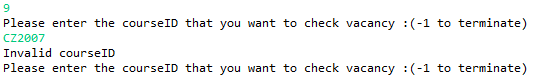 9
Please enter the courseID that you want to check vacancy :(-1 to terminate)
CZ2007
Invalid courseID
Please enter the courseID that you want to check vacancy :(-1 to terminate)